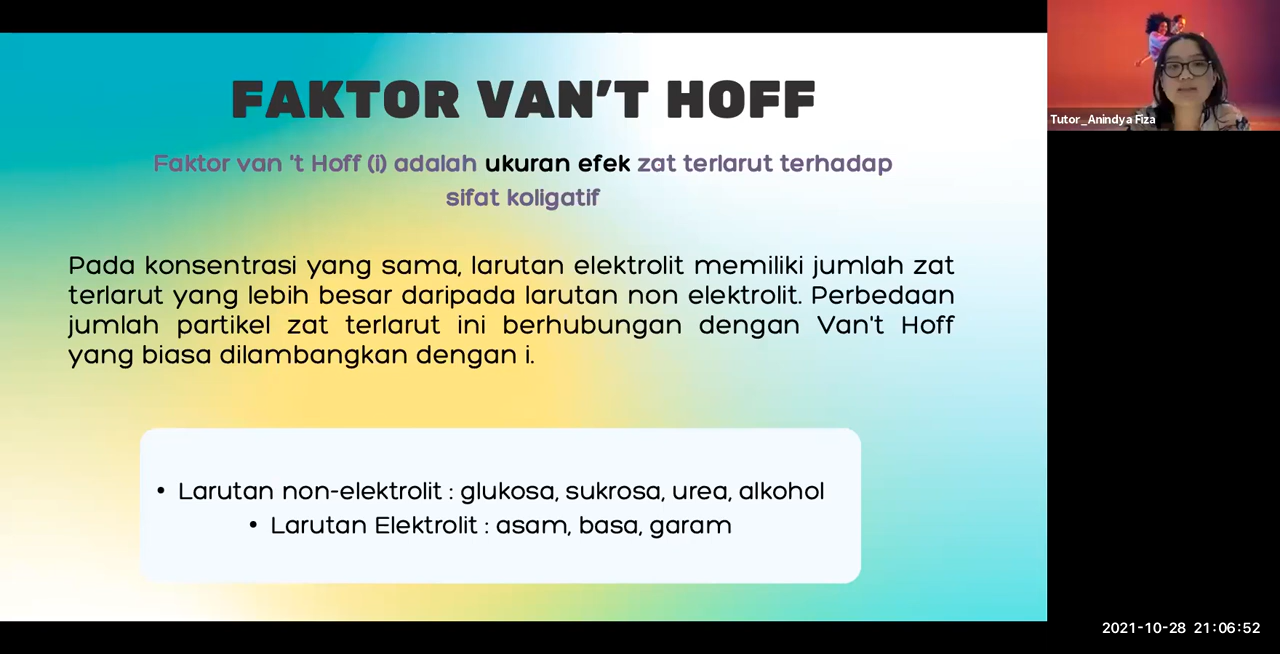 FAKTOR VAN'T HOFF
Faktor van 't Hoff (i) adalah ukuran efek zat terlarut terhadap
sifat koligatif
Pada konsentrasi yang sama, larutan elektrolit memiliki jumlah zat
terlarut yang lebih besar daripada larutan non elektrolit. Perbedaan
jumlah partikel zat terlarut ini berhubungan dengan Van't Hoff
yang biasa dilambangkan dengan i.
• Larutan non-elektrolit : glukosa, sukrosa, urea, alkohol
• Larutan Elektrolit : asam, basa, garam
Tutor_Anindya Fiza
2021-10-28 21:06:52